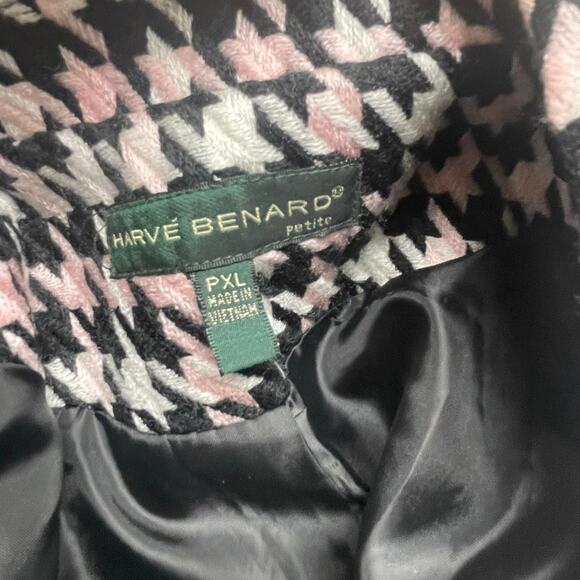 HARVÉ BENARD®
Petite
PXL
MADE IN
VIETNAM